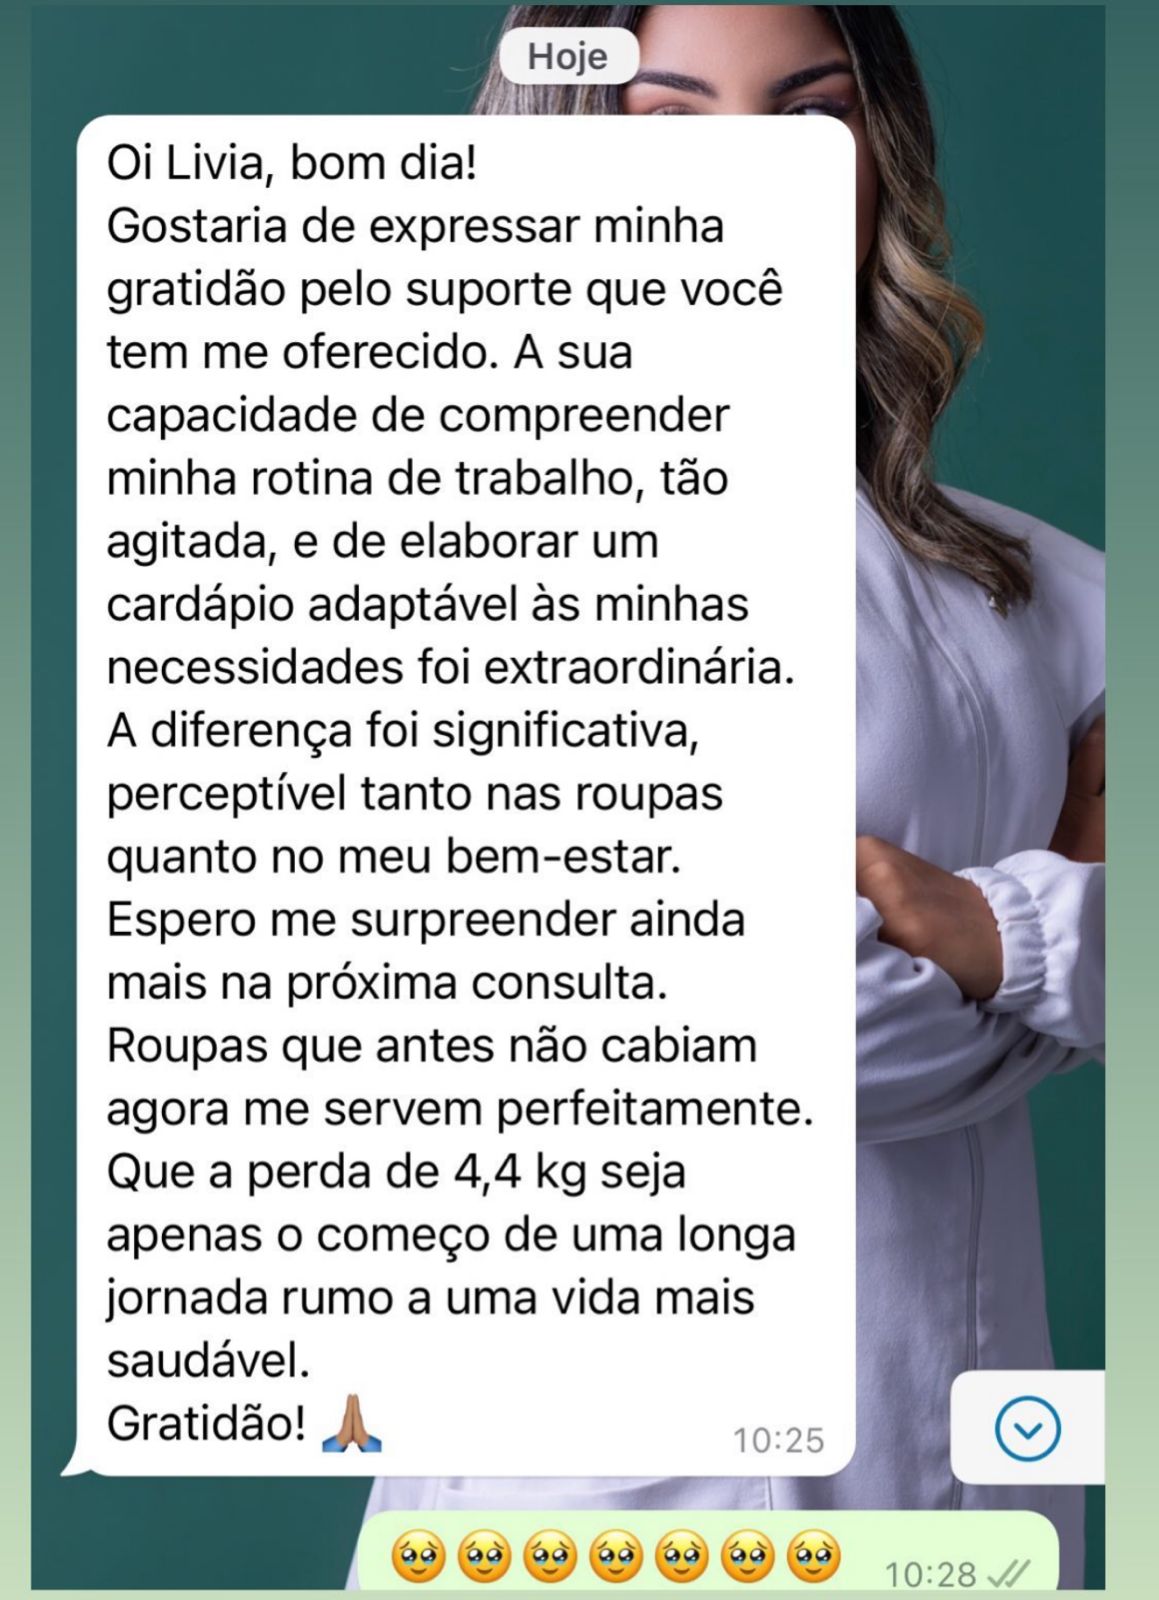 Hoje
Oi Livia, bom dia!
Gostaria de expressar minha
gratidão pelo suporte que você
tem me oferecido. A sua
capacidade de compreender
minha rotina de trabalho, tão
agitada, e de elaborar um
cardápio adaptável às minhas
necessidades foi extraordinária.
A diferença foi significativa,
perceptível tanto nas roupas
quanto no meu bem-estar.
Espero me surpreender ainda
mais na próxima consulta.
Roupas que antes não cabiam
agora me servem perfeitamente.
Que a perda de 4,4 kg seja
apenas o começo de uma longa
jornada rumo a uma vida mais
saudável.
Gratidão! 🙏🏽
10:25
🥹🥹🥹🥹🥹🥹🥹 10:28